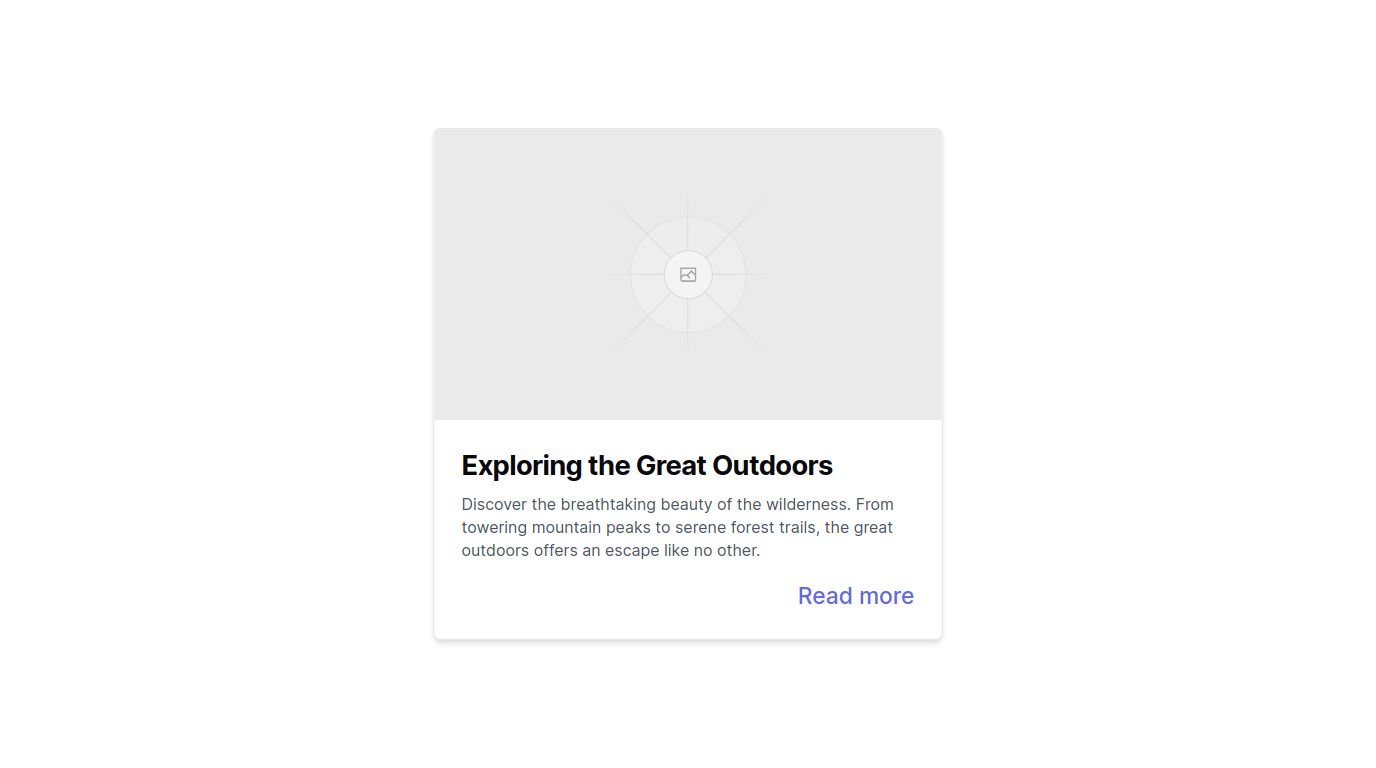 Exploring the Great Outdoors
Discover the breathtaking beauty of the wilderness. From
towering mountain peaks to serene forest trails, the great
outdoors offers an escape like no other.
Read more